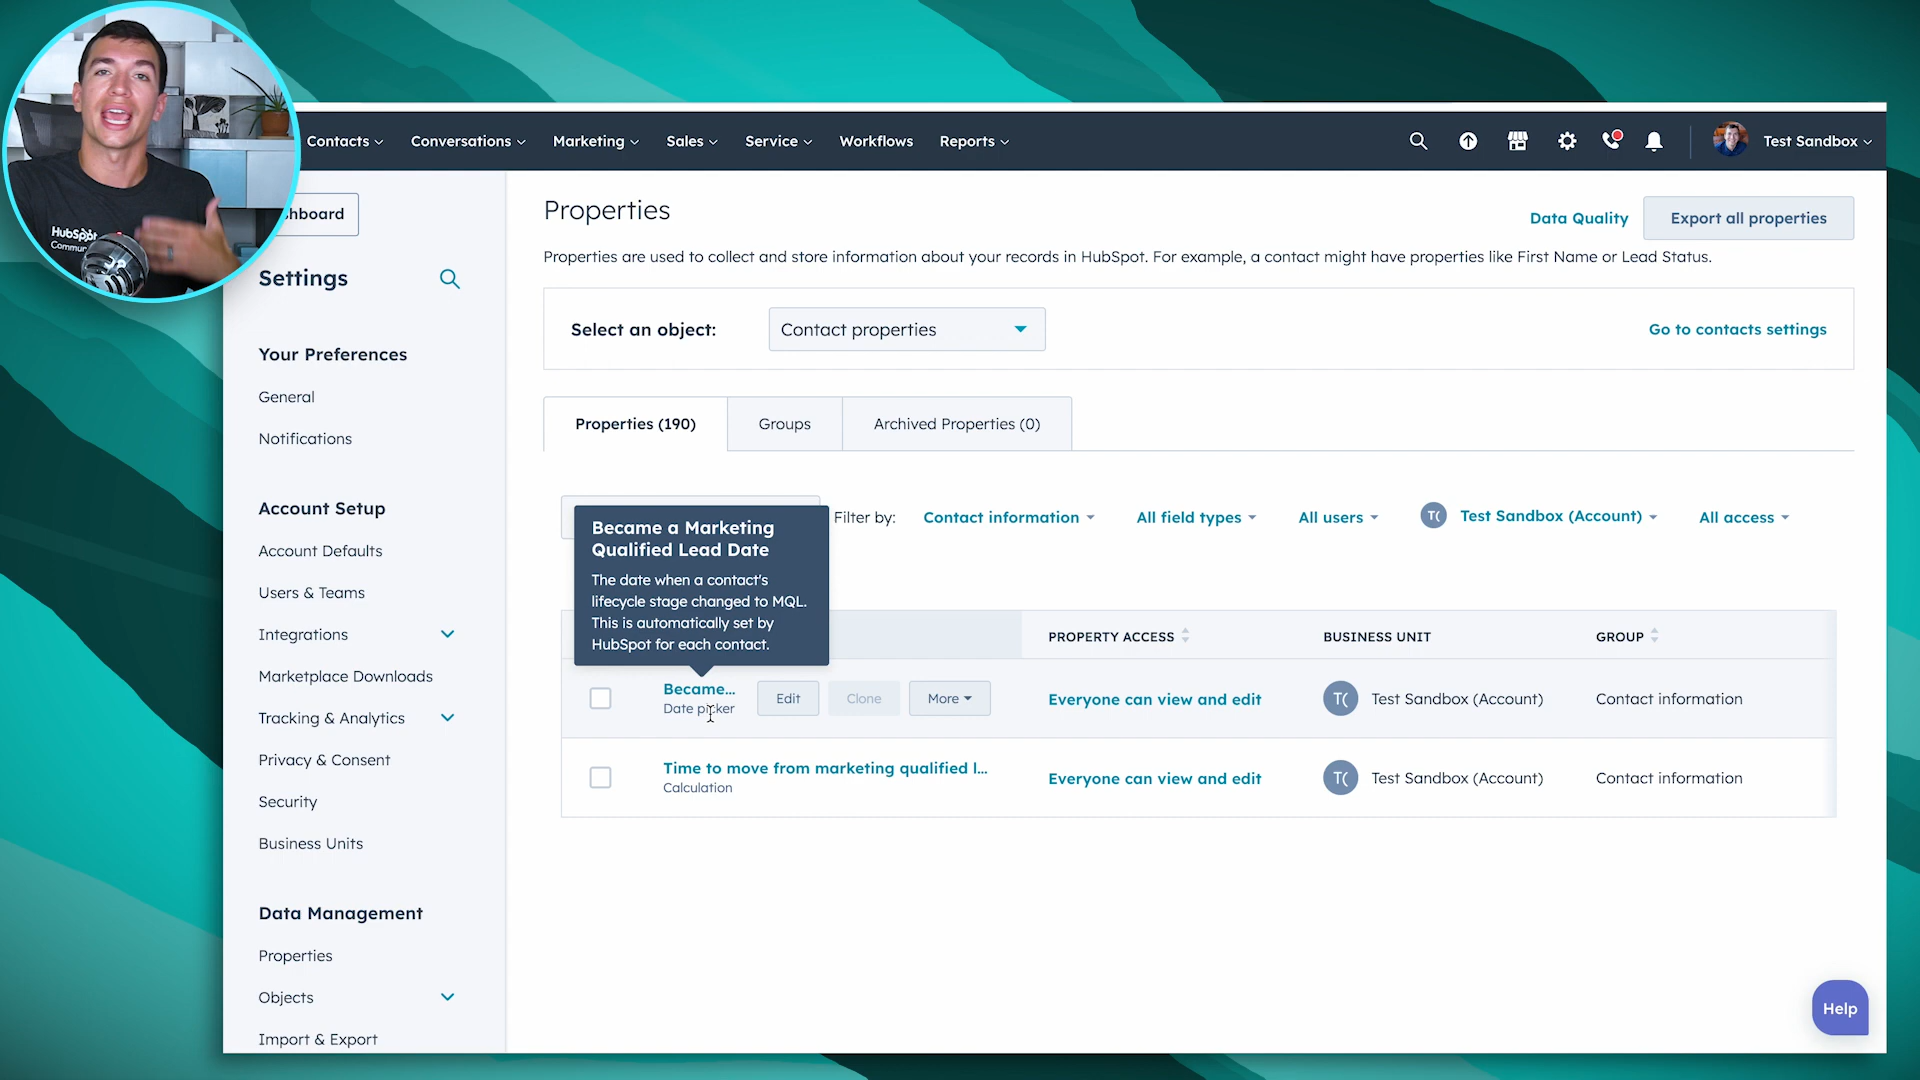 Contacts
Conversations
Marketing
Sales
Service
Workflows
Reports
Test Sandbox
HubSpot
hboard
Settings
Your Preferences
General
Notifications
Account Setup
Account Defaults
Users & Teams
Integrations
Marketplace Downloads
Tracking & Analytics
Privacy & Consent
Security
Business Units
Data Management
Properties
Objects
Import & Export
Properties
Data Quality
Export all properties
Properties are used to collect and store information about your records in HubSpot. For example, a contact might have properties like First Name or Lead Status.
Select an object:
Contact properties
Go to contacts settings
Properties (190)
Groups
Archived Properties (0)
Filter by:
Contact information
All field types
All users
T(
Test Sandbox (Account)
All access
Became a Marketing
Qualified Lead Date
The date when a contact's
lifecycle stage changed to MQL.
This is automatically set by
HubSpot for each contact.
PROPERTY ACCESS
BUSINESS UNIT
GROUP
Became...
Date picker
Edit
Clone
More
Everyone can view and edit
T(
Test Sandbox (Account)
Contact information
Time to move from marketing qualified l...
Calculation
Everyone can view and edit
T(
Test Sandbox (Account)
Contact information
Help